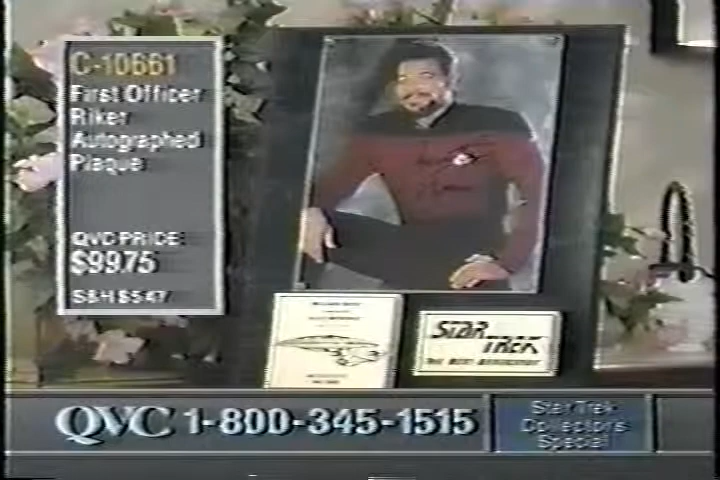 C-10661
First Officer
Riker
Autographed
Plaque
QVC PRICE:
$99.75
S&H $5.47
STAR TREK
THE NEXT GENERATION
QVC 1-800-345-1515
Star Trek
Collector's
Special